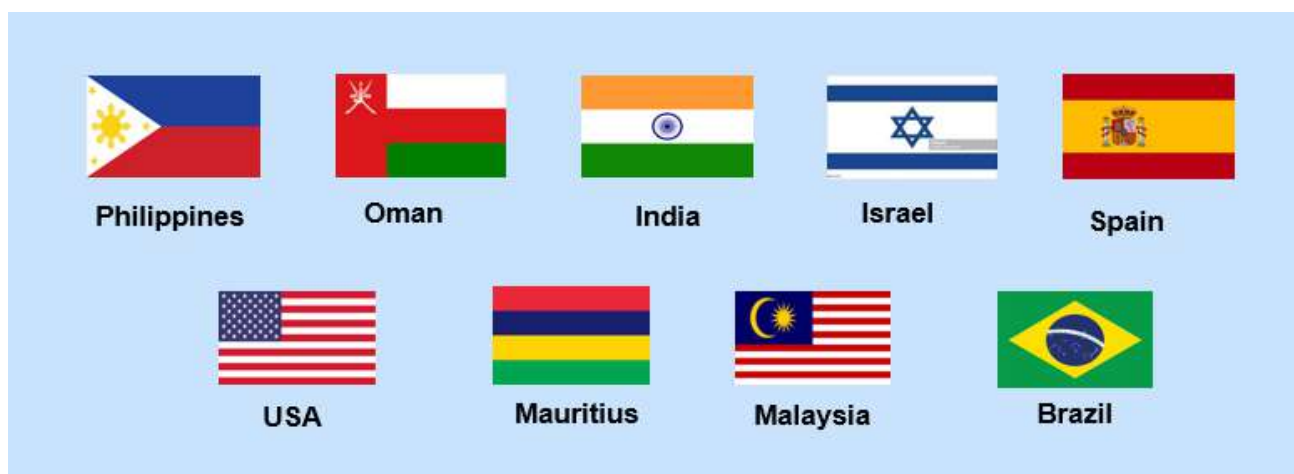 Philippines
Oman
India
Israel
Spain
USA
Mauritius
Malaysia
Brazil